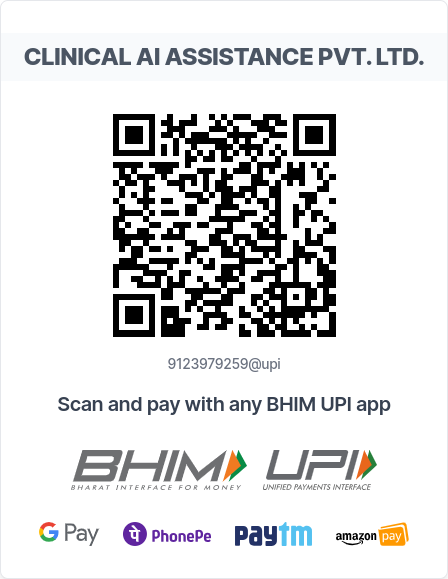 CLINICAL AI ASSISTANCE PVT. LTD.
9123979259@upi
Scan and pay with any BHIM UPI app
BHIM UPI
BHARAT INTERFACE FOR MONEY UNIFIED PAYMENTS INTERFACE
G Pay पे PhonePe paytm amazon pay